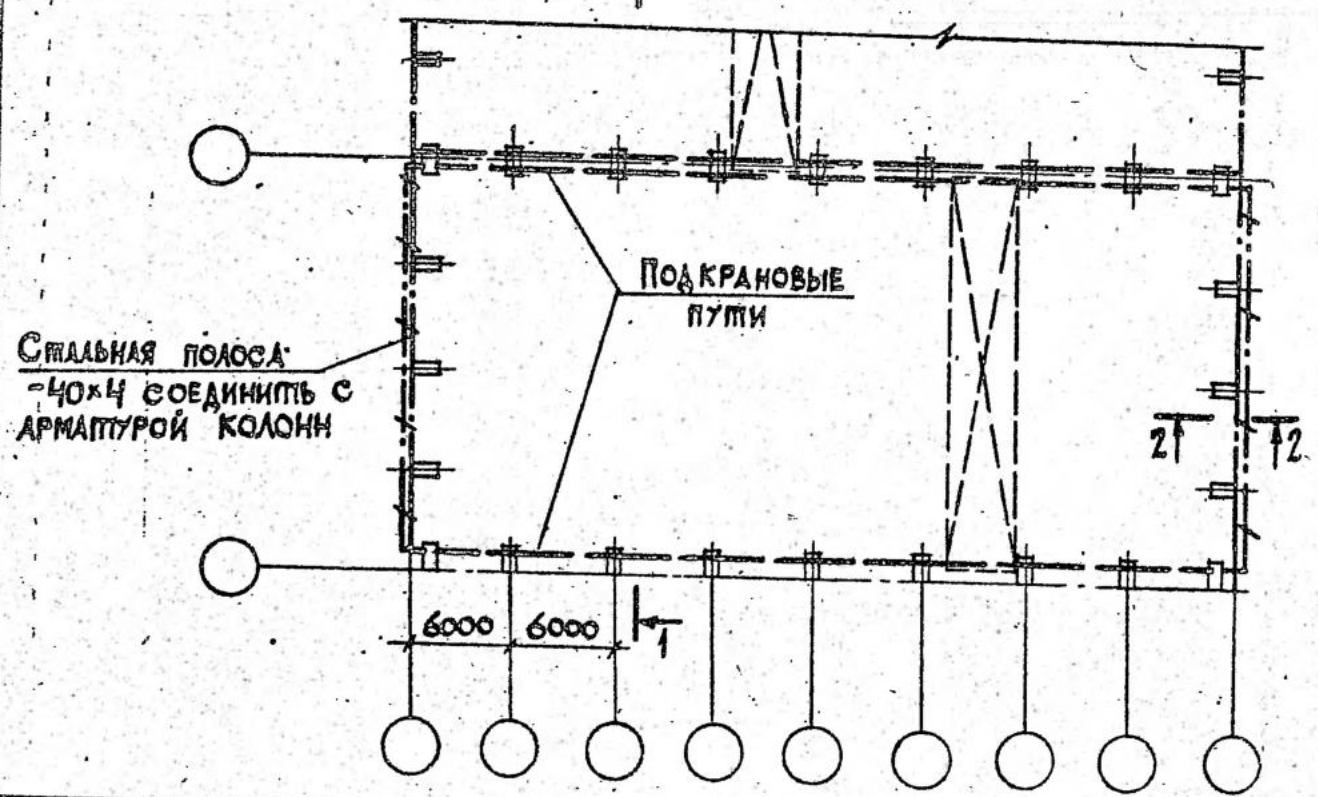 ПОДКРАНОВЫЕ
ПУТИ
СТАЛЬНАЯ ПОЛОСА
-40×4 СОЕДИНИТЬ С
АРМАТУРОЙ КОЛОНН
2 2
6000 6000
1